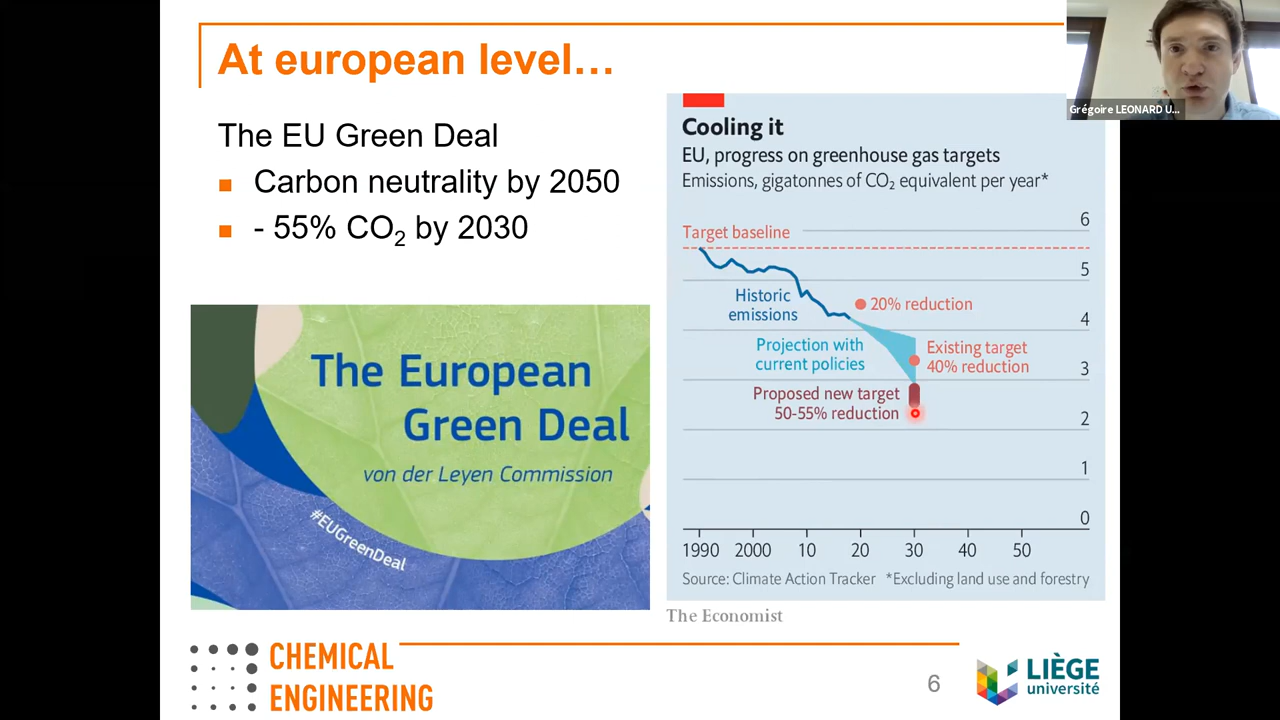 At european level…
Grégoire LEONARD U...
The EU Green Deal
Carbon neutrality by 2050
- 55% CO₂ by 2030
The European
Green Deal
von der Leyen Commission
#EUGreenDeal
Cooling it
EU, progress on greenhouse gas targets
Emissions, gigatonnes of CO₂ equivalent per year*
6
Target baseline
5
Historic
emissions
20% reduction
4
Projection with
current policies
Existing target
40% reduction
3
Proposed new target
50-55% reduction
2
1
0
1990 2000 10 20 30 40 50
Source: Climate Action Tracker *Excluding land use and forestry
The Economist
CHEMICAL
ENGINEERING
6
LIÈGE
université